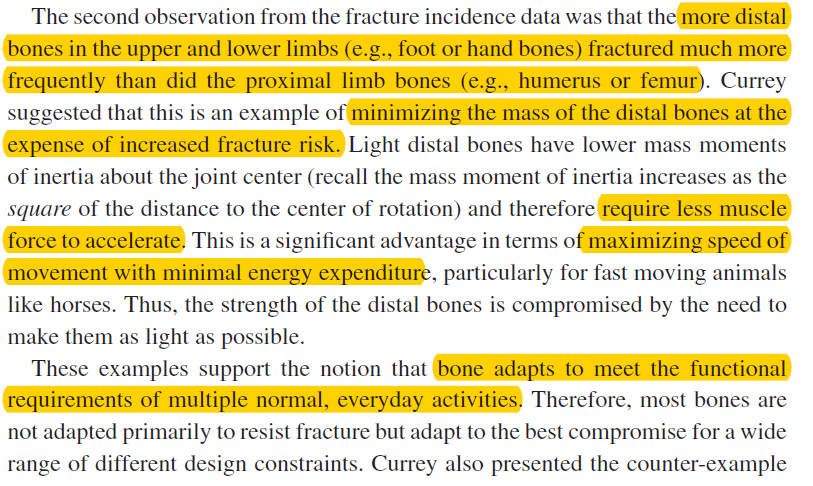 The second observation from the fracture incidence data was that the more distal
bones in the upper and lower limbs (e.g., foot or hand bones) fractured much more
frequently than did the proximal limb bones (e.g., humerus or femur). Currey
suggested that this is an example of minimizing the mass of the distal bones at the
expense of increased fracture risk. Light distal bones have lower mass moments
of inertia about the joint center (recall the mass moment of inertia increases as the
square of the distance to the center of rotation) and therefore require less muscle
force to accelerate. This is a significant advantage in terms of maximizing speed of
movement with minimal energy expenditure, particularly for fast moving animals
like horses. Thus, the strength of the distal bones is compromised by the need to
make them as light as possible.
These examples support the notion that bone adapts to meet the functional
requirements of multiple normal, everyday activities. Therefore, most bones are
not adapted primarily to resist fracture but adapt to the best compromise for a wide
range of different design constraints. Currey also presented the counter-example